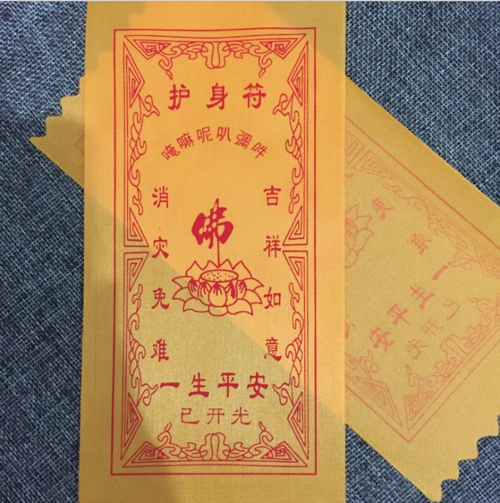 护身符
唵嘛呢叭彌吽
消灾免难
佛
吉祥如意
一生平安
已开光